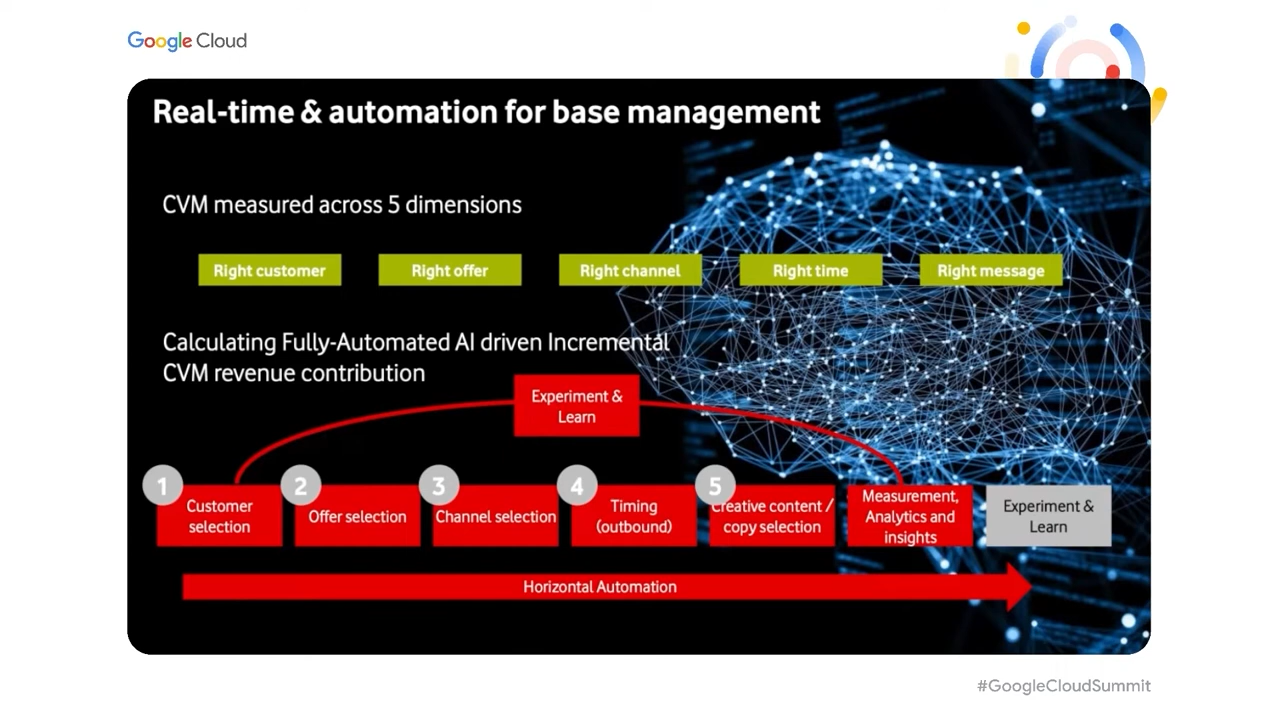 Google Cloud
Real-time & automation for base management
CVM measured across 5 dimensions
Right customer
Right offer
Right channel
Right time
Right message
Calculating Fully-Automated AI driven Incremental
CVM revenue contribution
Experiment &
Learn
1
Customer
selection
2
Offer selection
3
Channel selection
4
Timing
(outbound)
5
Creative content /
copy selection
Measurement,
Analytics and
insights
Experiment &
Learn
Horizontal Automation
#GoogleCloudSummit